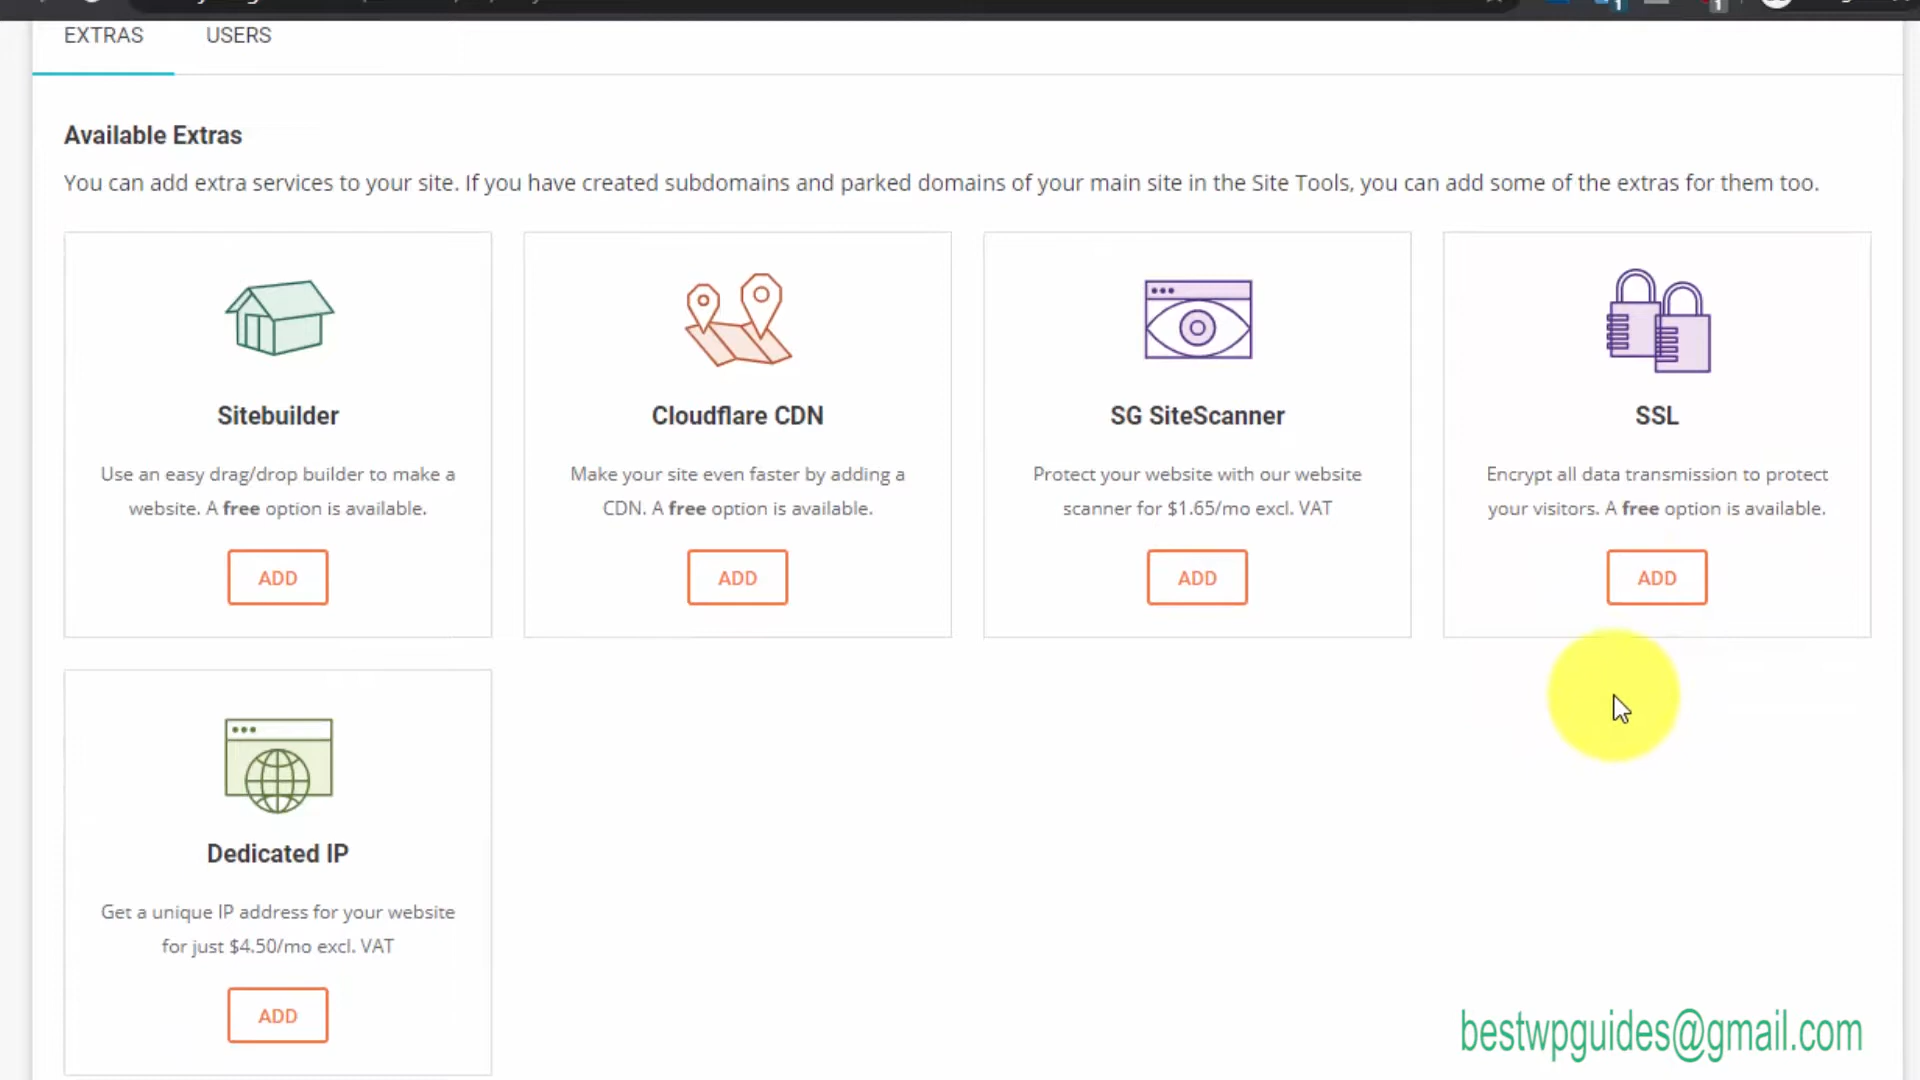 EXTRAS USERS
Available Extras
You can add extra services to your site. If you have created subdomains and parked domains of your main site in the Site Tools, you can add some of the extras for them too.
Sitebuilder
Use an easy drag/drop builder to make a
website. A free option is available.
ADD
Cloudflare CDN
Make your site even faster by adding a
CDN. A free option is available.
ADD
SG SiteScanner
Protect your website with our website
scanner for $1.65/mo excl. VAT
ADD
SSL
Encrypt all data transmission to protect
your visitors. A free option is available.
ADD
Dedicated IP
Get a unique IP address for your website
for just $4.50/mo excl. VAT
ADD
bestwpguides@gmail.com